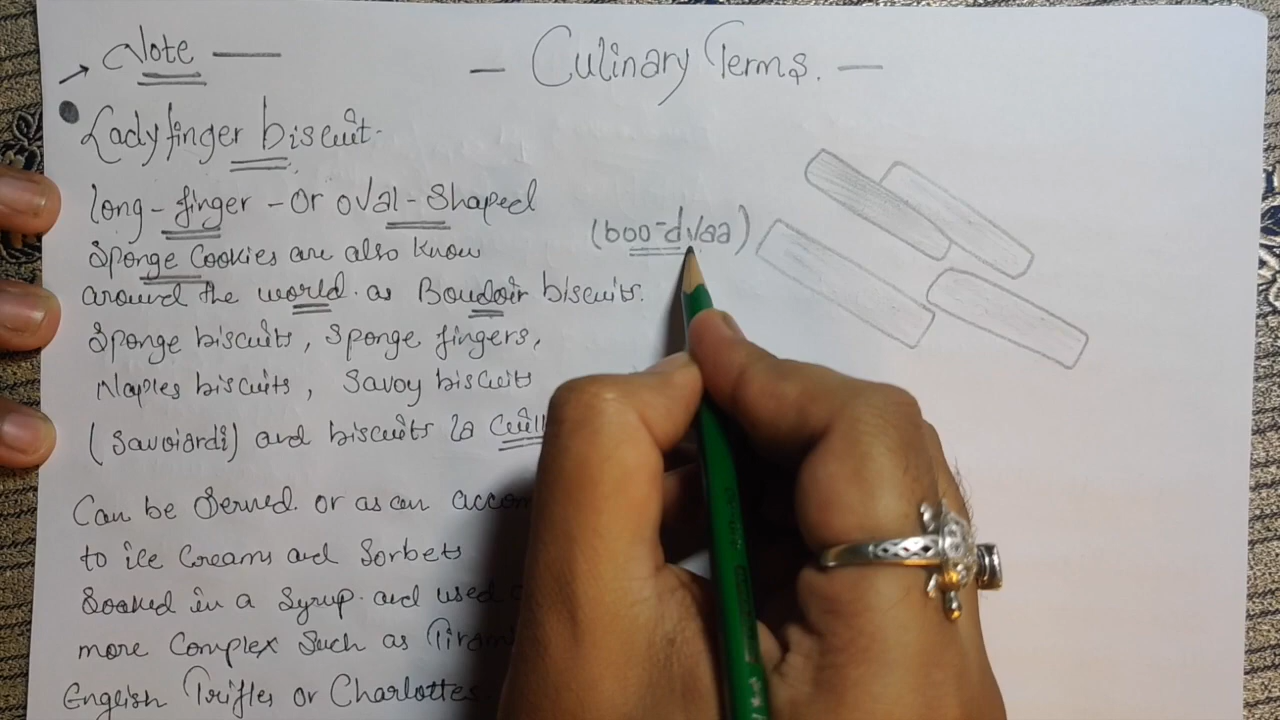 Note —
- Culinary Terms. -
Ladyfinger biscuit.
long - finger - or oval - shaped
Sponge Cookies are also know
(boo-dvaa)
around the world. as Boudoir biscuits.
Sponge biscuits, sponge fingers,
Naples biscuits, Savoy biscuits
(Savoiardi) and biscuits la
Can be Served. or as an
to ice Creams and Sorbets
Soaked in a Syrup. and used
more Complex Such as
English Trifles or Charlottes